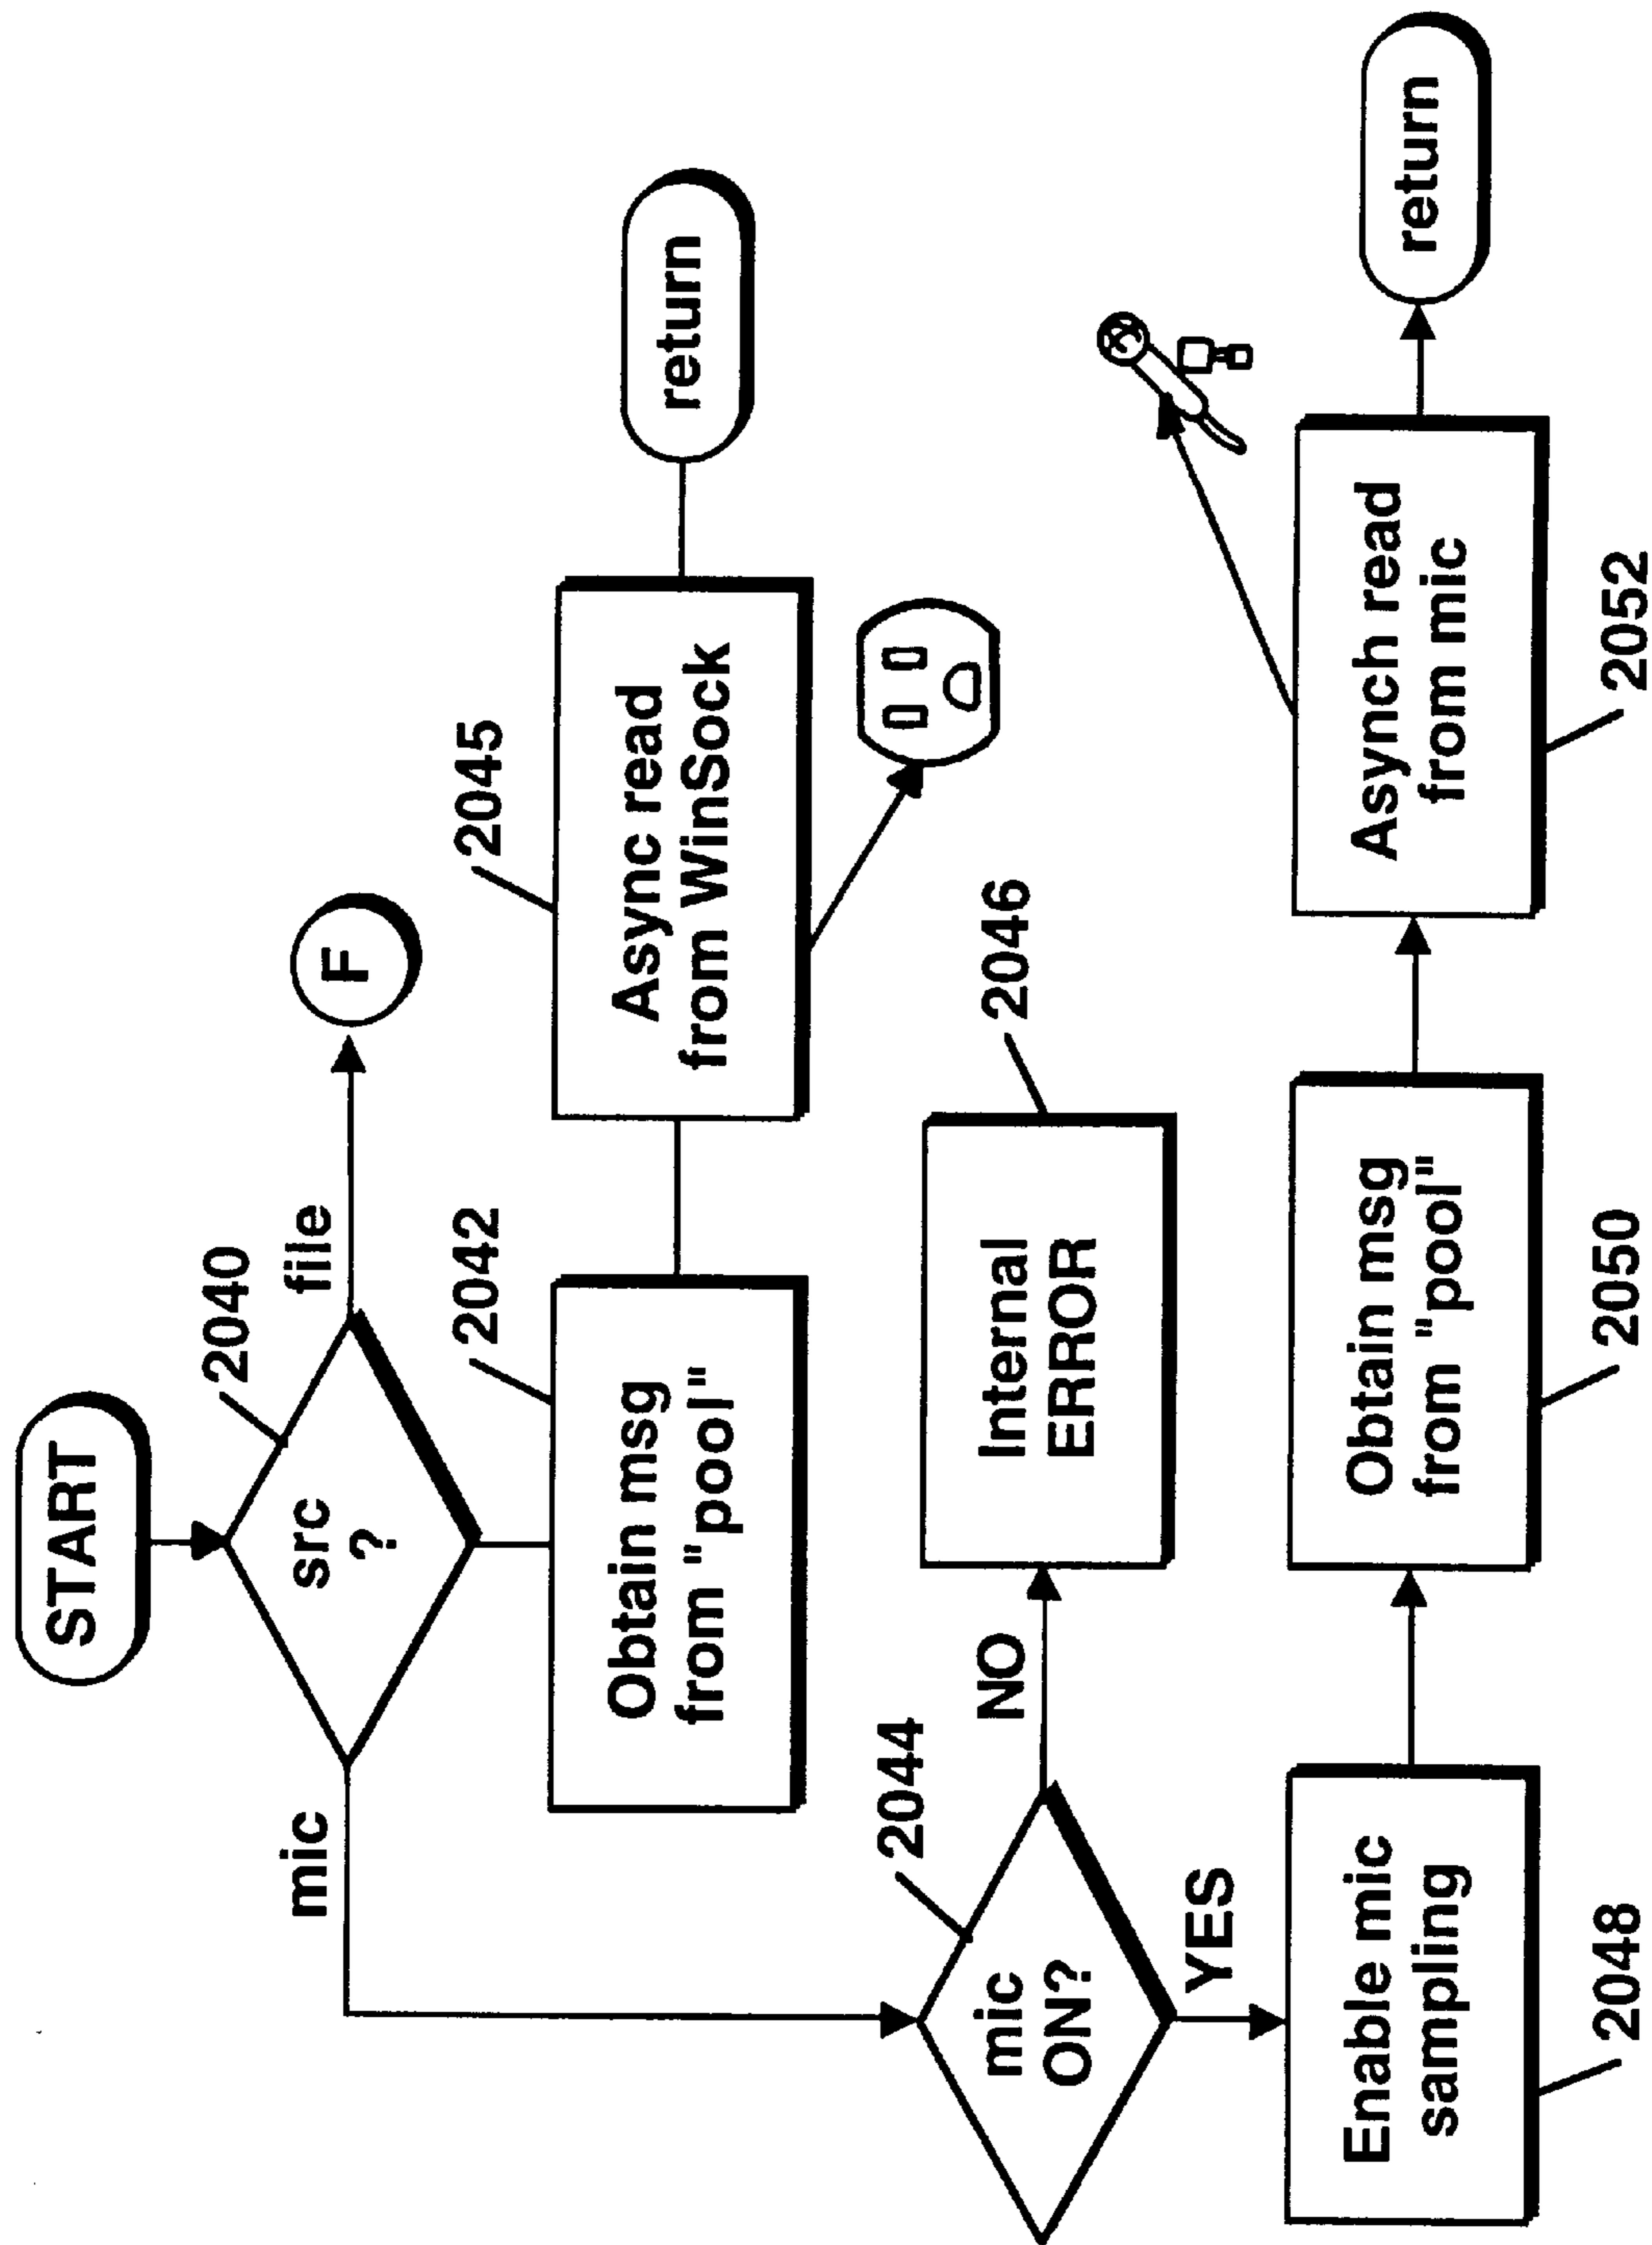 START
2040
src
?
file
F
mic
2042
Obtain msg
from "pool"
2045
Async read
from WinSock
return
2044
mic
ON?
NO
2046
Internal
ERROR
YES
Enable mic
sampling
2048
Obtain msg
from "pool"
2050
Asynch read
from mic
2052
return